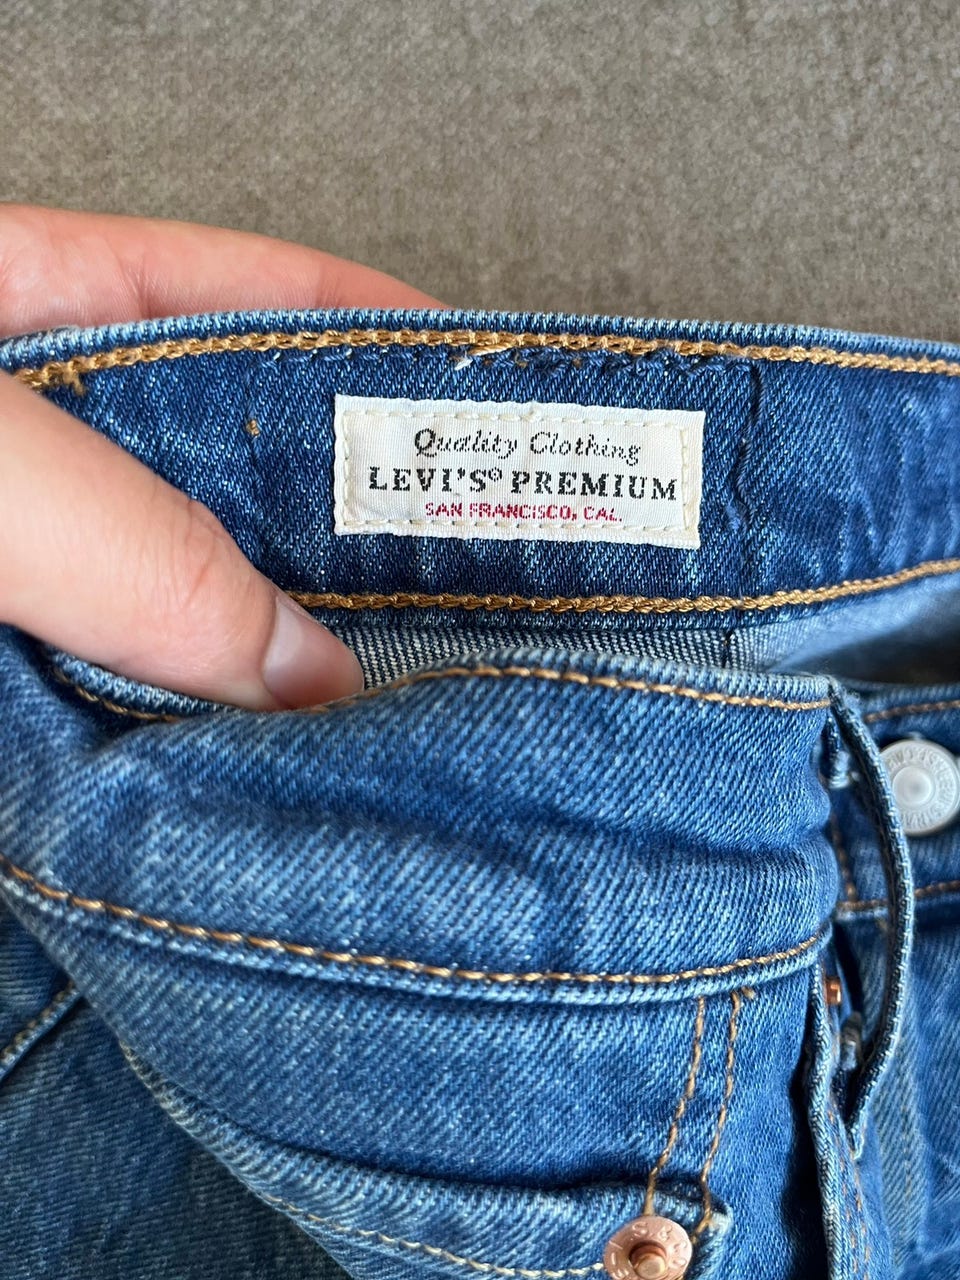 Quality Clothing
LEVI'S® PREMIUM
SAN FRANCISCO, CAL.